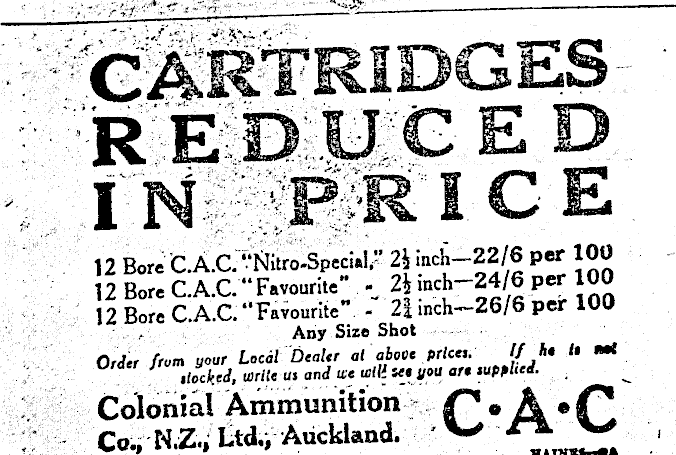 CARTRIDGES
REDUCED
IN PRICE
12 Bore C.A.C. "Nitro-Special," 2½ inch—22/6 per 100
12 Bore C.A.C. "Favourite" - 2½ inch—24/6 per 100
12 Bore C.A.C. "Favourite" - 2¾ inch—26/6 per 100
Any Size Shot
Order from your Local Dealer at above prices. If he is not
stocked, write us and we will see you are supplied.
Colonial Ammunition
Co., N.Z., Ltd., Auckland.
C·A·C